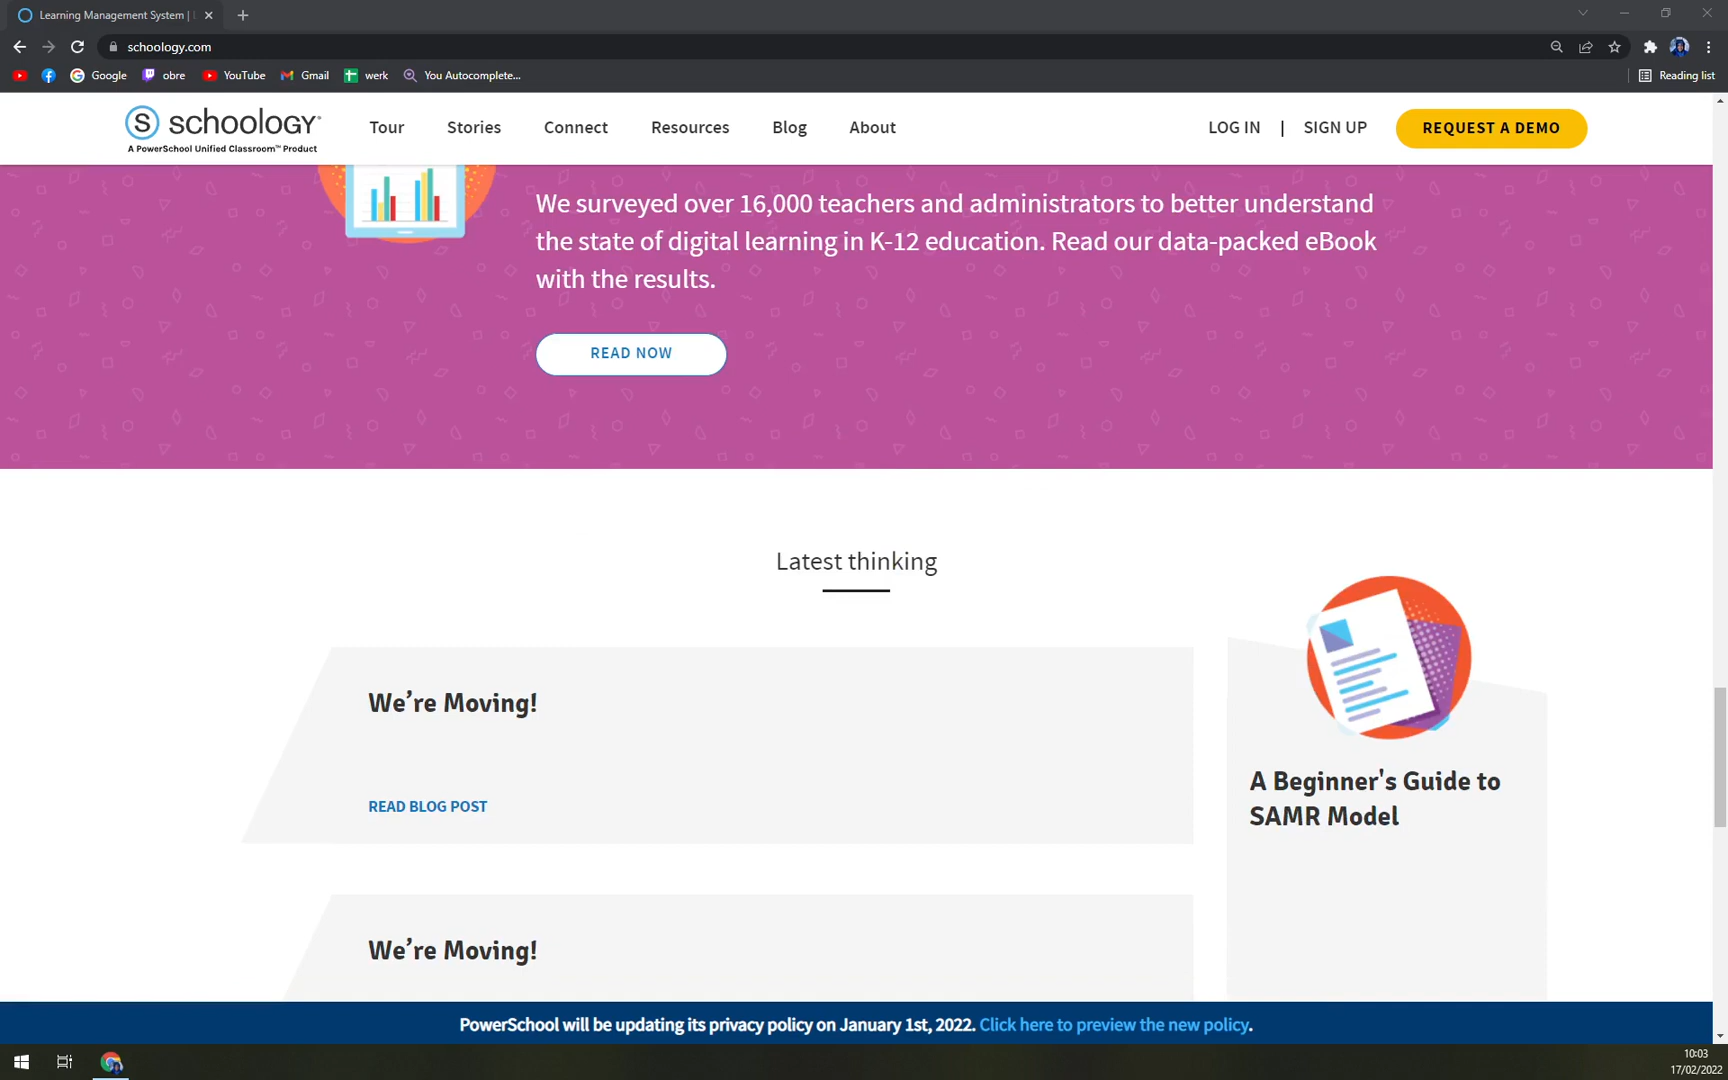 Learning Management System |
schoology.com
Google
obre
YouTube
Gmail
werk
You Autocomplete...
Reading list
S schoology®
A PowerSchool Unified Classroom™ Product
Tour
Stories
Connect
Resources
Blog
About
LOG IN | SIGN UP
REQUEST A DEMO
We surveyed over 16,000 teachers and administrators to better understand
the state of digital learning in K-12 education. Read our data-packed eBook
with the results.
READ NOW
Latest thinking
We’re Moving!
READ BLOG POST
A Beginner's Guide to
SAMR Model
We’re Moving!
PowerSchool will be updating its privacy policy on January 1st, 2022. Click here to preview the new policy.
10:03
17/02/2022